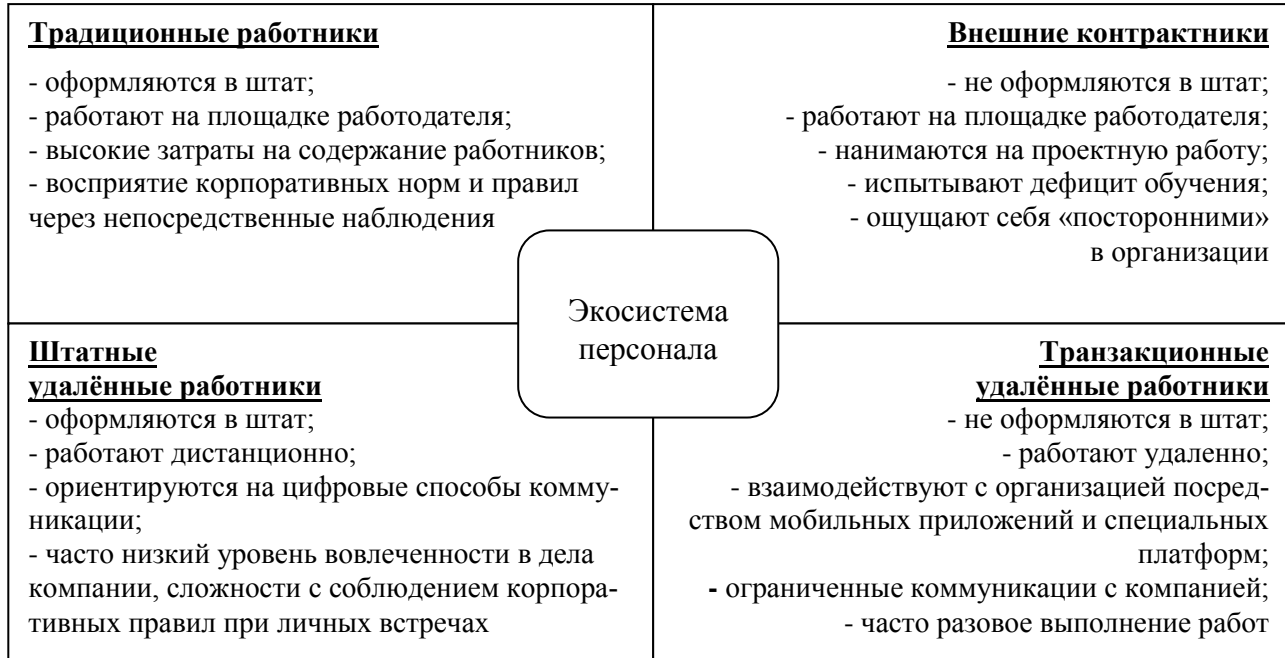 Традиционные работники
- оформляются в штат;
- работают на площадке работодателя;
- высокие затраты на содержание работников;
- восприятие корпоративных норм и правил
через непосредственные наблюдения
Внешние контрактники
- не оформляются в штат;
- работают на площадке работодателя;
- нанимаются на проектную работу;
- испытывают дефицит обучения;
- ощущают себя «посторонними»
в организации
Экосистема
персонала
Штатные
удалённые работники
- оформляются в штат;
- работают дистанционно;
- ориентируются на цифровые способы комму-
никации;
- часто низкий уровень вовлеченности в дела
компании, сложности с соблюдением корпора-
тивных правил при личных встречах
Транзакционные
удалённые работники
- не оформляются в штат;
- работают удаленно;
- взаимодействуют с организацией посред-
ством мобильных приложений и специальных
платформ;
- ограниченные коммуникации с компанией;
- часто разовое выполнение работ